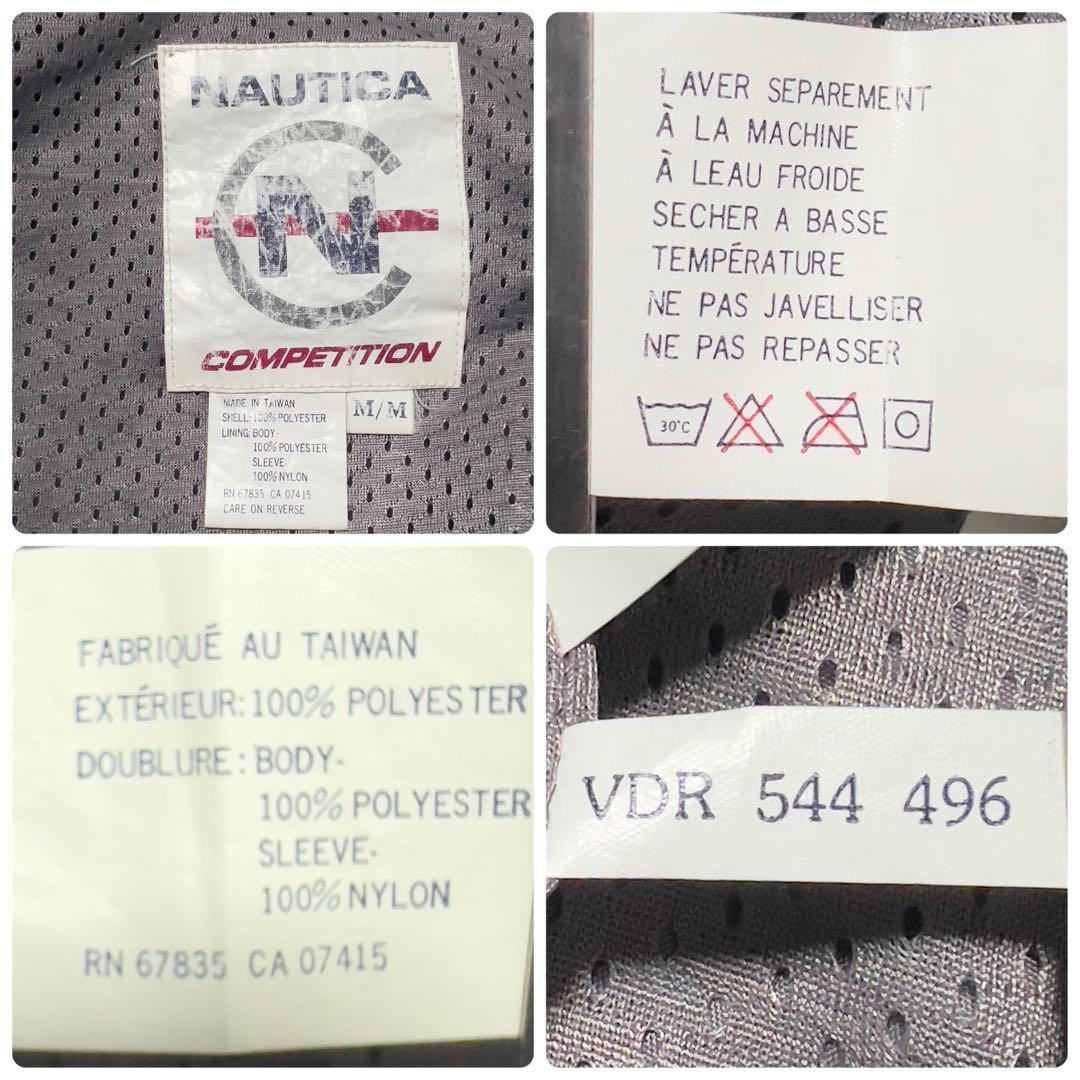 NAUTICA
N
COMPETITION
MADE IN TAIWAN
SHELL: 100% POLYESTER
LINING: BODY-
100% POLYESTER
SLEEVE-
100% NYLON
RN 67835 CA 07415
CARE ON REVERSE
M/M
LAVER SEPAREMENT
À LA MACHINE
À LEAU FROIDE
SECHER A BASSE
TEMPÉRATURE
NE PAS JAVELLISER
NE PAS REPASSER
30°C
FABRIQUÉ AU TAIWAN
EXTÉRIEUR: 100% POLYESTER
DOUBLURE: BODY-
100% POLYESTER
SLEEVE-
100% NYLON
RN 67835 CA 07415
VDR 544 496